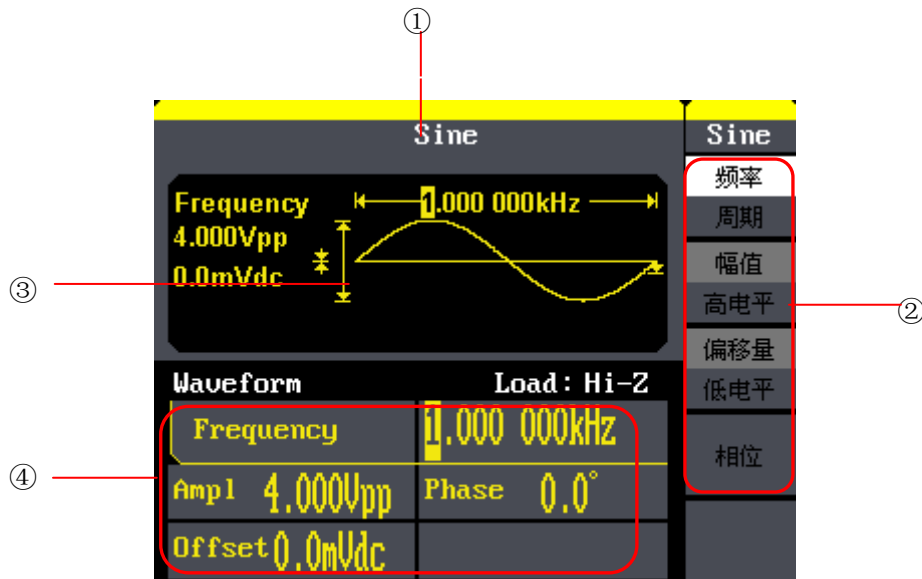 ①
Sine
Sine
Frequency 1.000 000kHz
4.000Vpp
0.0mVdc
频率
周期
幅值
高电平
偏移量
低电平
相位
③
②
Waveform Load: Hi-Z
Frequency 1.000 000kHz
Ampl 4.000Vpp Phase 0.0°
Offset 0.0mVdc
④